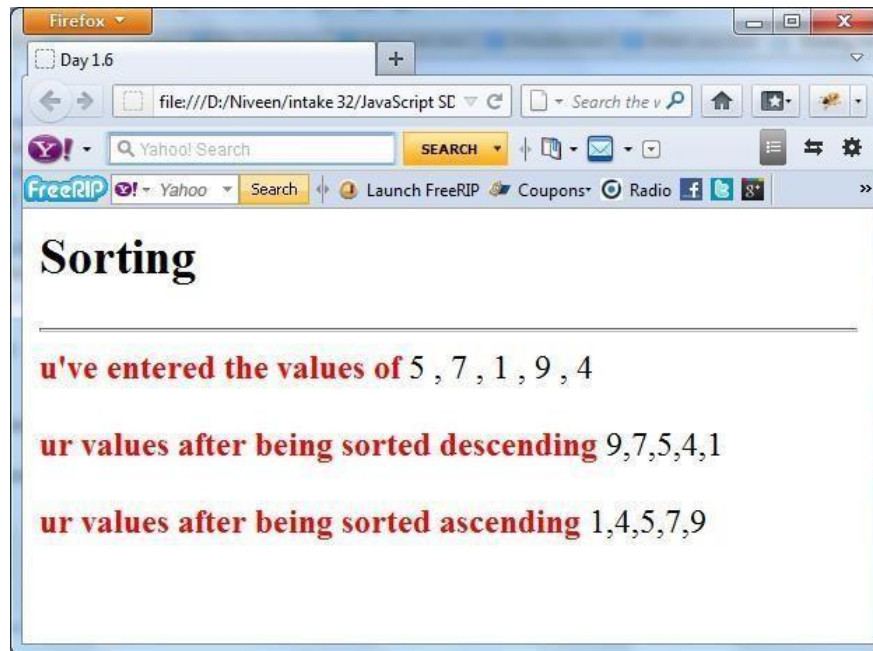 Firefox
Day 1.6
file:///D:/Niveen/intake 32/JavaScript SD
Search the v
Y! Yahoo! Search SEARCH
FreeRIP Y! Yahoo Search Launch FreeRIP Coupons Radio f g+ »
Sorting
u've entered the values of 5 , 7 , 1 , 9 , 4
ur values after being sorted descending 9,7,5,4,1
ur values after being sorted ascending 1,4,5,7,9